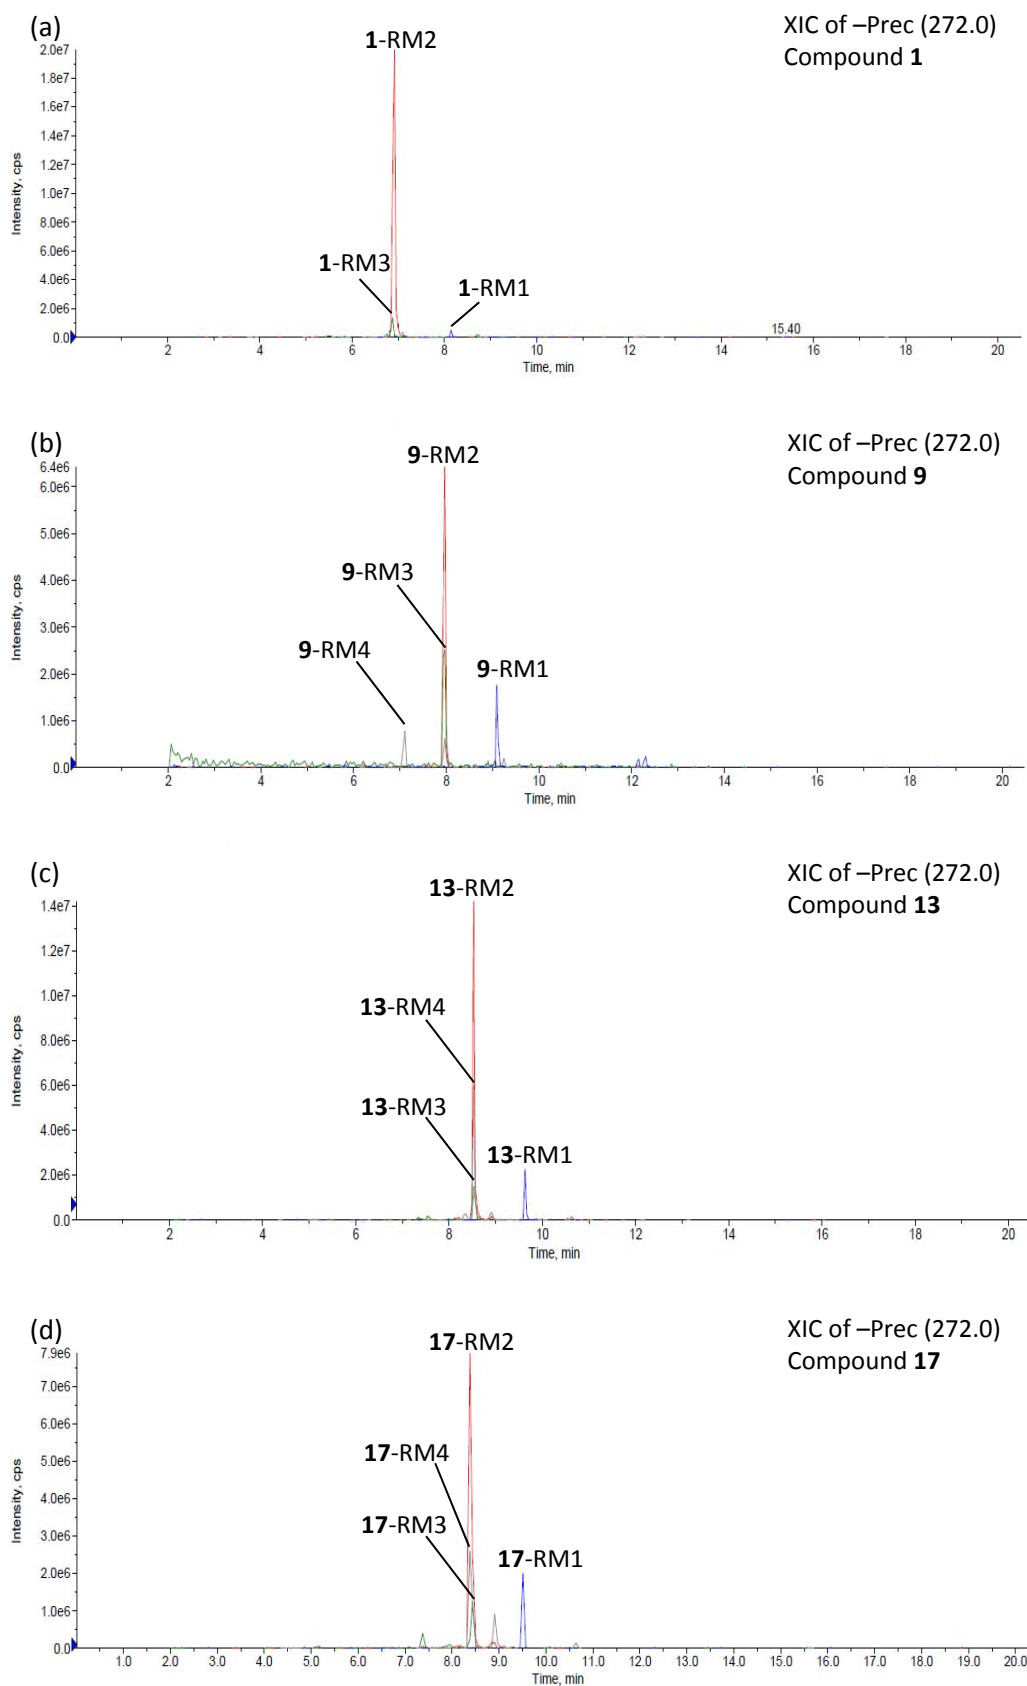 (a)
XIC of –Prec (272.0)
Compound 1
1-RM2
1-RM3
1-RM1
15.40
Intensity, cps
2.0e7
1.8e7
1.6e7
1.4e7
1.2e7
1.0e7
8.0e6
6.0e6
4.0e6
2.0e6
0.0
2 4 6 8 10 12 14 16 18 20
Time, min
(b)
XIC of –Prec (272.0)
Compound 9
9-RM2
9-RM3
9-RM4
9-RM1
Intensity, cps
6.4e6
6.0e6
5.0e6
4.0e6
3.0e6
2.0e6
1.0e6
0.0
2 4 6 8 10 12 14 16 18 20
Time, min
(c)
XIC of –Prec (272.0)
Compound 13
13-RM2
13-RM4
13-RM3
13-RM1
Intensity, cps
1.4e7
1.2e7
1.0e7
8.0e6
6.0e6
4.0e6
2.0e6
0.0
2 4 6 8 10 12 14 16 18 20
Time, min
(d)
XIC of –Prec (272.0)
Compound 17
17-RM2
17-RM4
17-RM3
17-RM1
Intensity, cps
7.9e6
7.0e6
6.0e6
5.0e6
4.0e6
3.0e6
2.0e6
1.0e6
0.0
1.0 2.0 3.0 4.0 5.0 6.0 7.0 8.0 9.0 10.0 11.0 12.0 13.0 14.0 15.0 16.0 17.0 18.0 19.0 20.0
Time, min